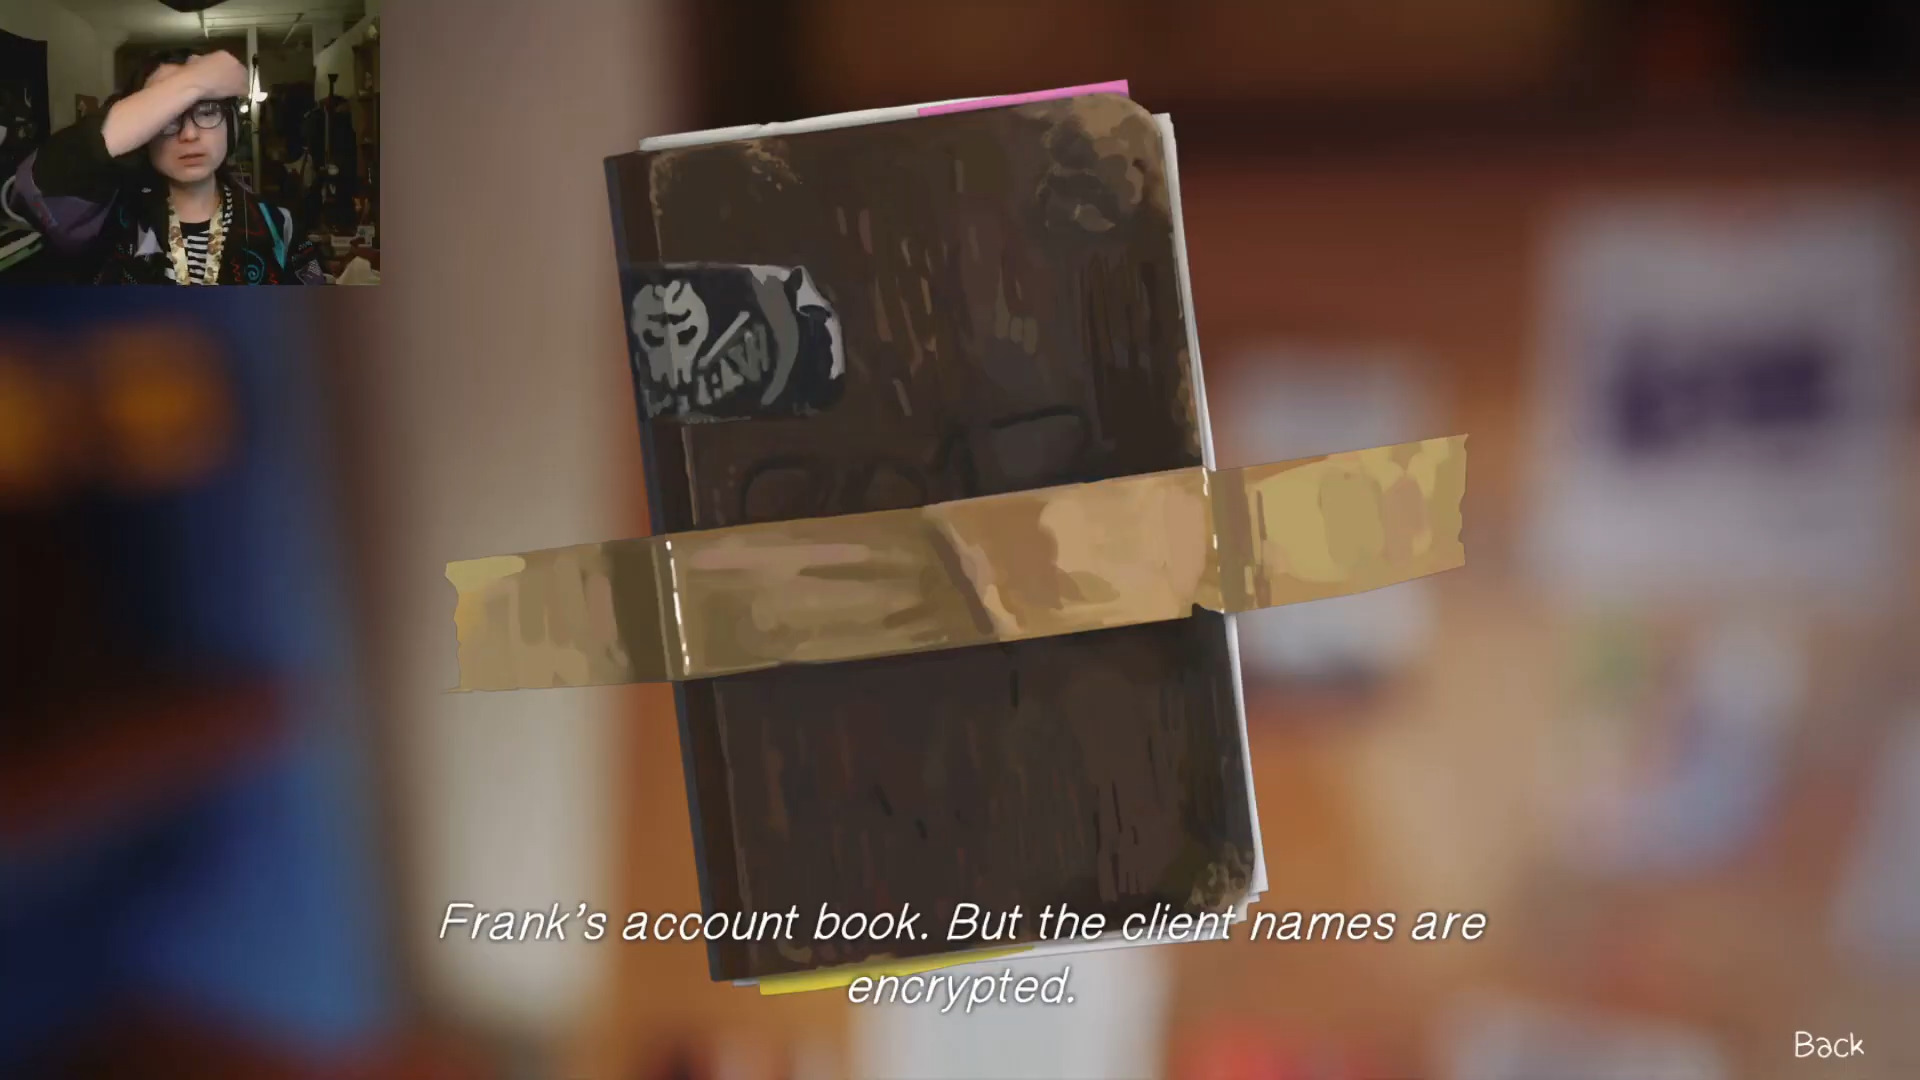 Frank's account book. But the client names are
encrypted.
Back